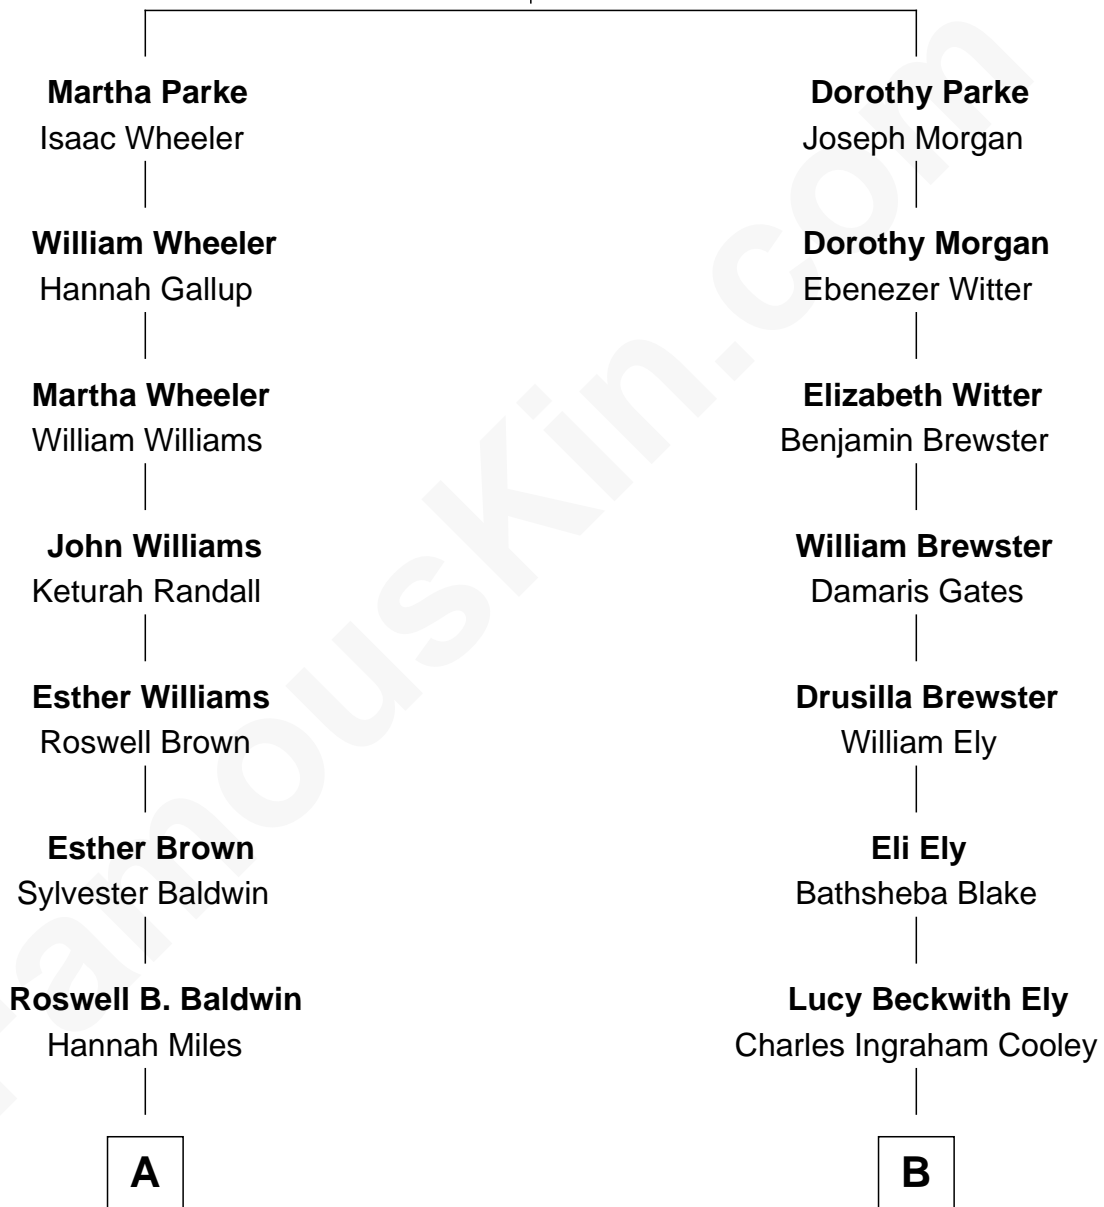 Martha Parke
Isaac Wheeler
William Wheeler
Hannah Gallup
Martha Wheeler
William Williams
John Williams
Keturah Randall
Esther Williams
Roswell Brown
Esther Brown
Sylvester Baldwin
Roswell B. Baldwin
Hannah Miles
A
Dorothy Parke
Joseph Morgan
Dorothy Morgan
Ebenezer Witter
Elizabeth Witter
Benjamin Brewster
William Brewster
Damaris Gates
Drusilla Brewster
William Ely
Eli Ely
Bathsheba Blake
Lucy Beckwith Ely
Charles Ingraham Cooley
B
FamousKin.com